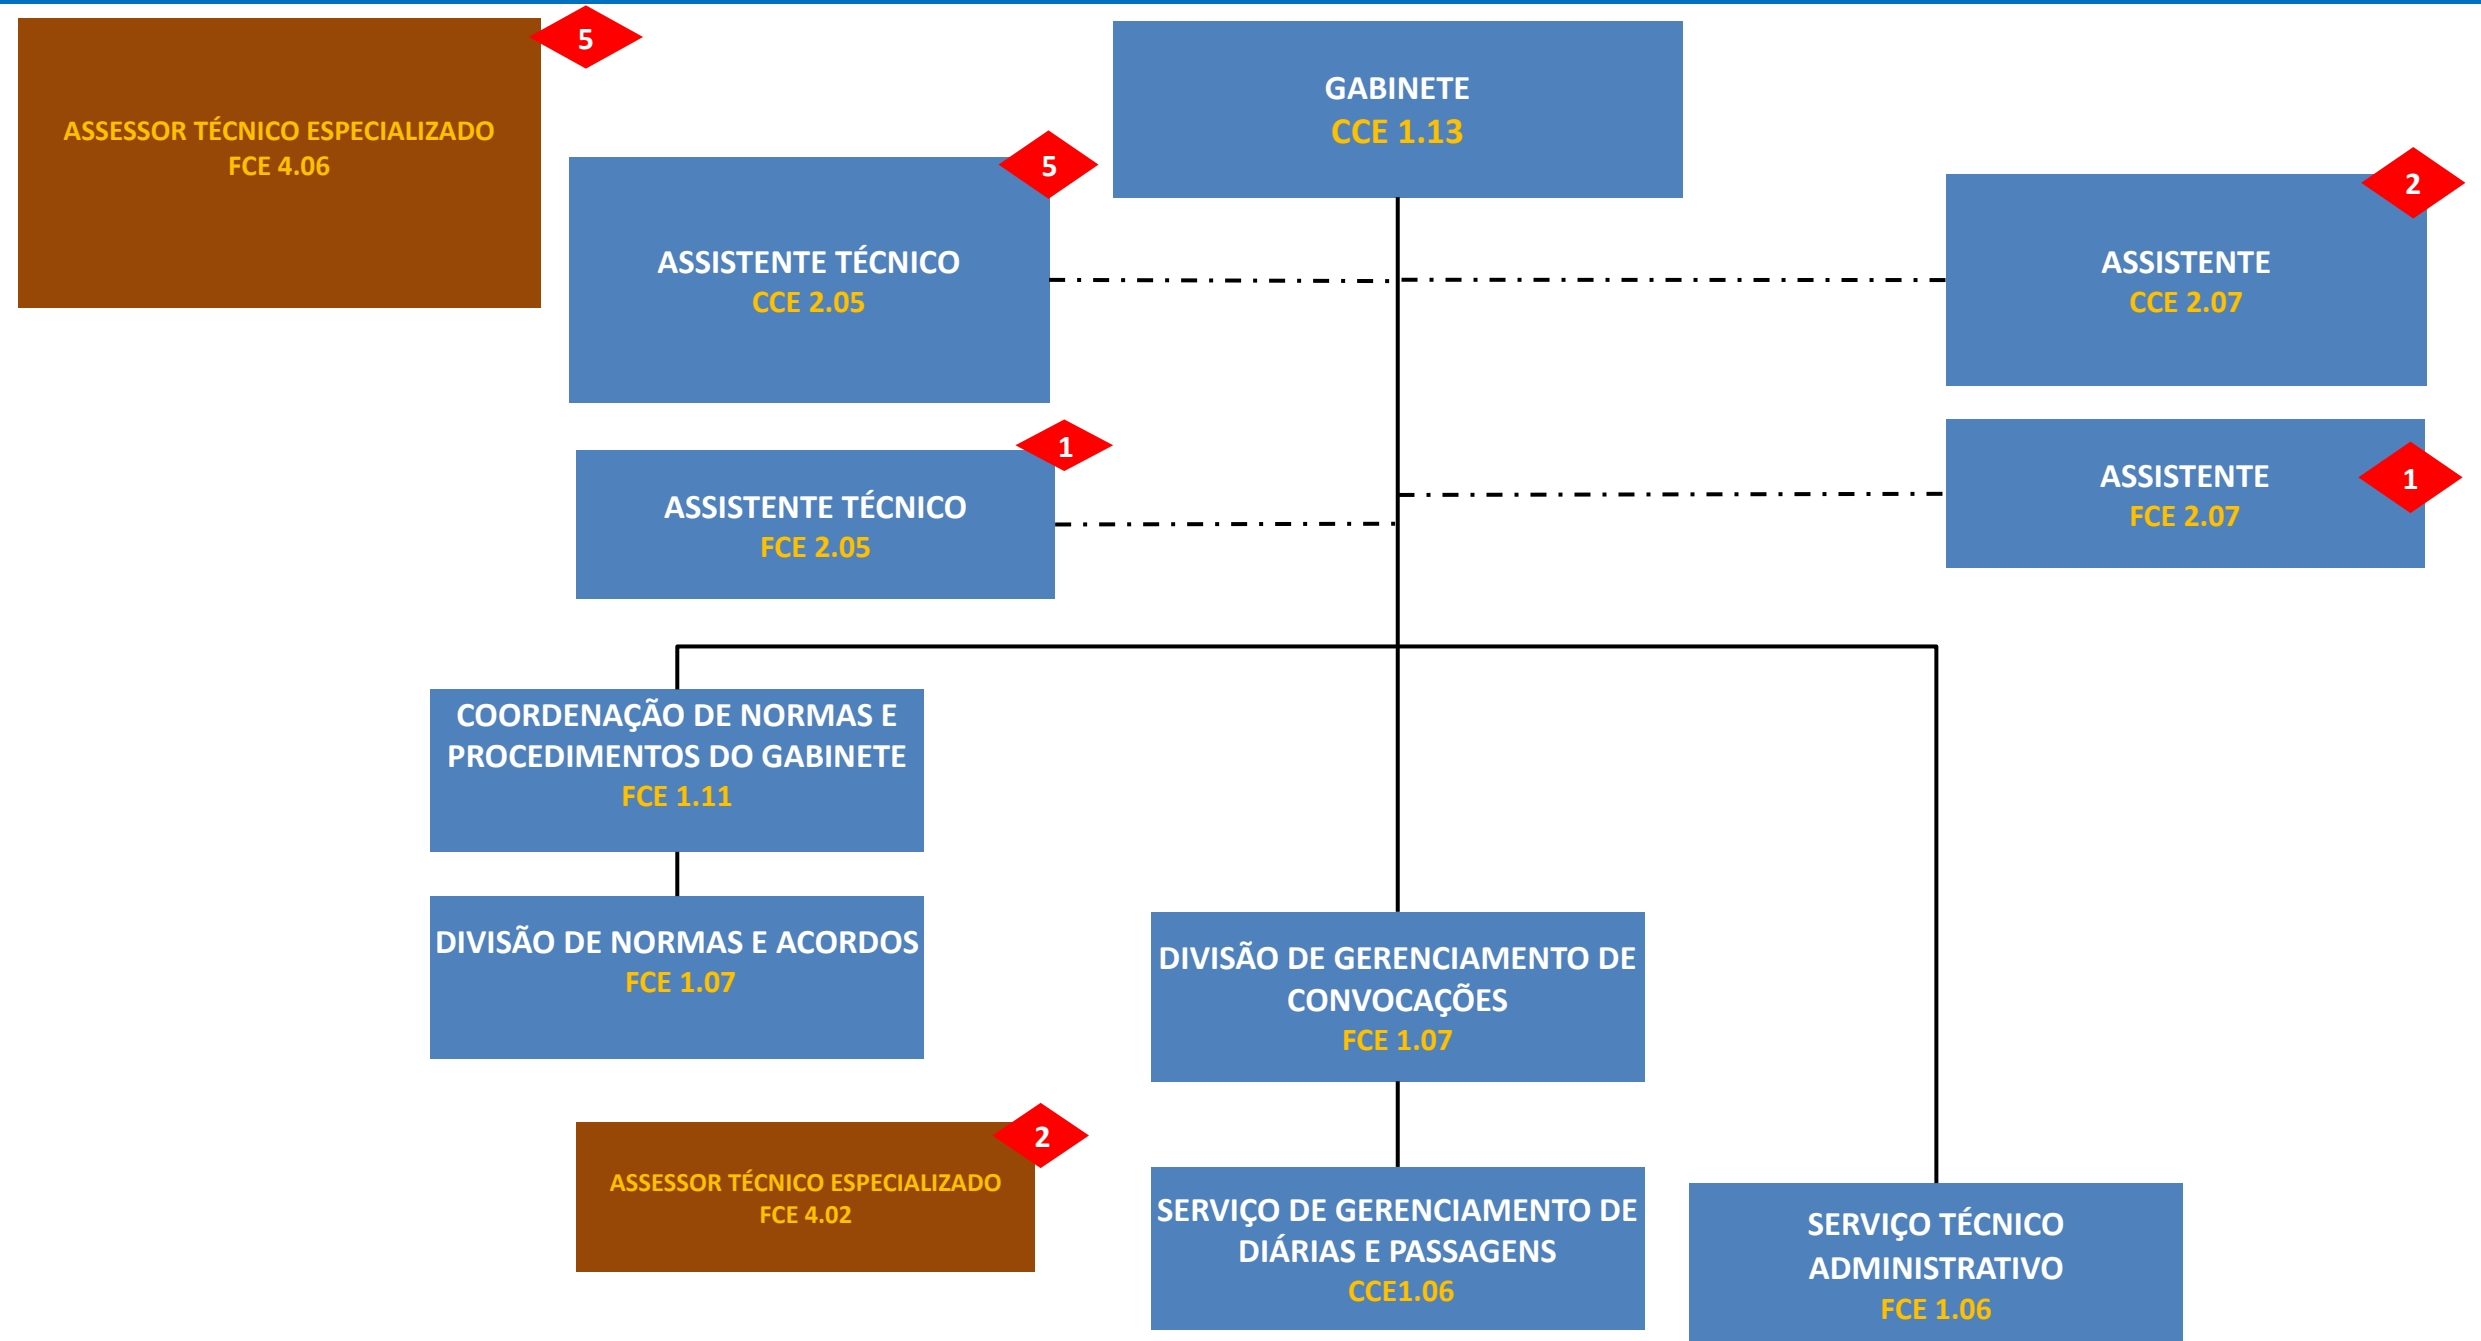 5
ASSESSOR TÉCNICO ESPECIALIZADO
FCE 4.06
GABINETE
CCE 1.13
5
ASSISTENTE TÉCNICO
CCE 2.05
2
ASSISTENTE
CCE 2.07
1
ASSISTENTE TÉCNICO
FCE 2.05
ASSISTENTE
FCE 2.07
1
COORDENAÇÃO DE NORMAS E
PROCEDIMENTOS DO GABINETE
FCE 1.11
DIVISÃO DE NORMAS E ACORDOS
FCE 1.07
DIVISÃO DE GERENCIAMENTO DE
CONVOCAÇÕES
FCE 1.07
2
ASSESSOR TÉCNICO ESPECIALIZADO
FCE 4.02
SERVIÇO DE GERENCIAMENTO DE
DIÁRIAS E PASSAGENS
CCE1.06
SERVIÇO TÉCNICO
ADMINISTRATIVO
FCE 1.06